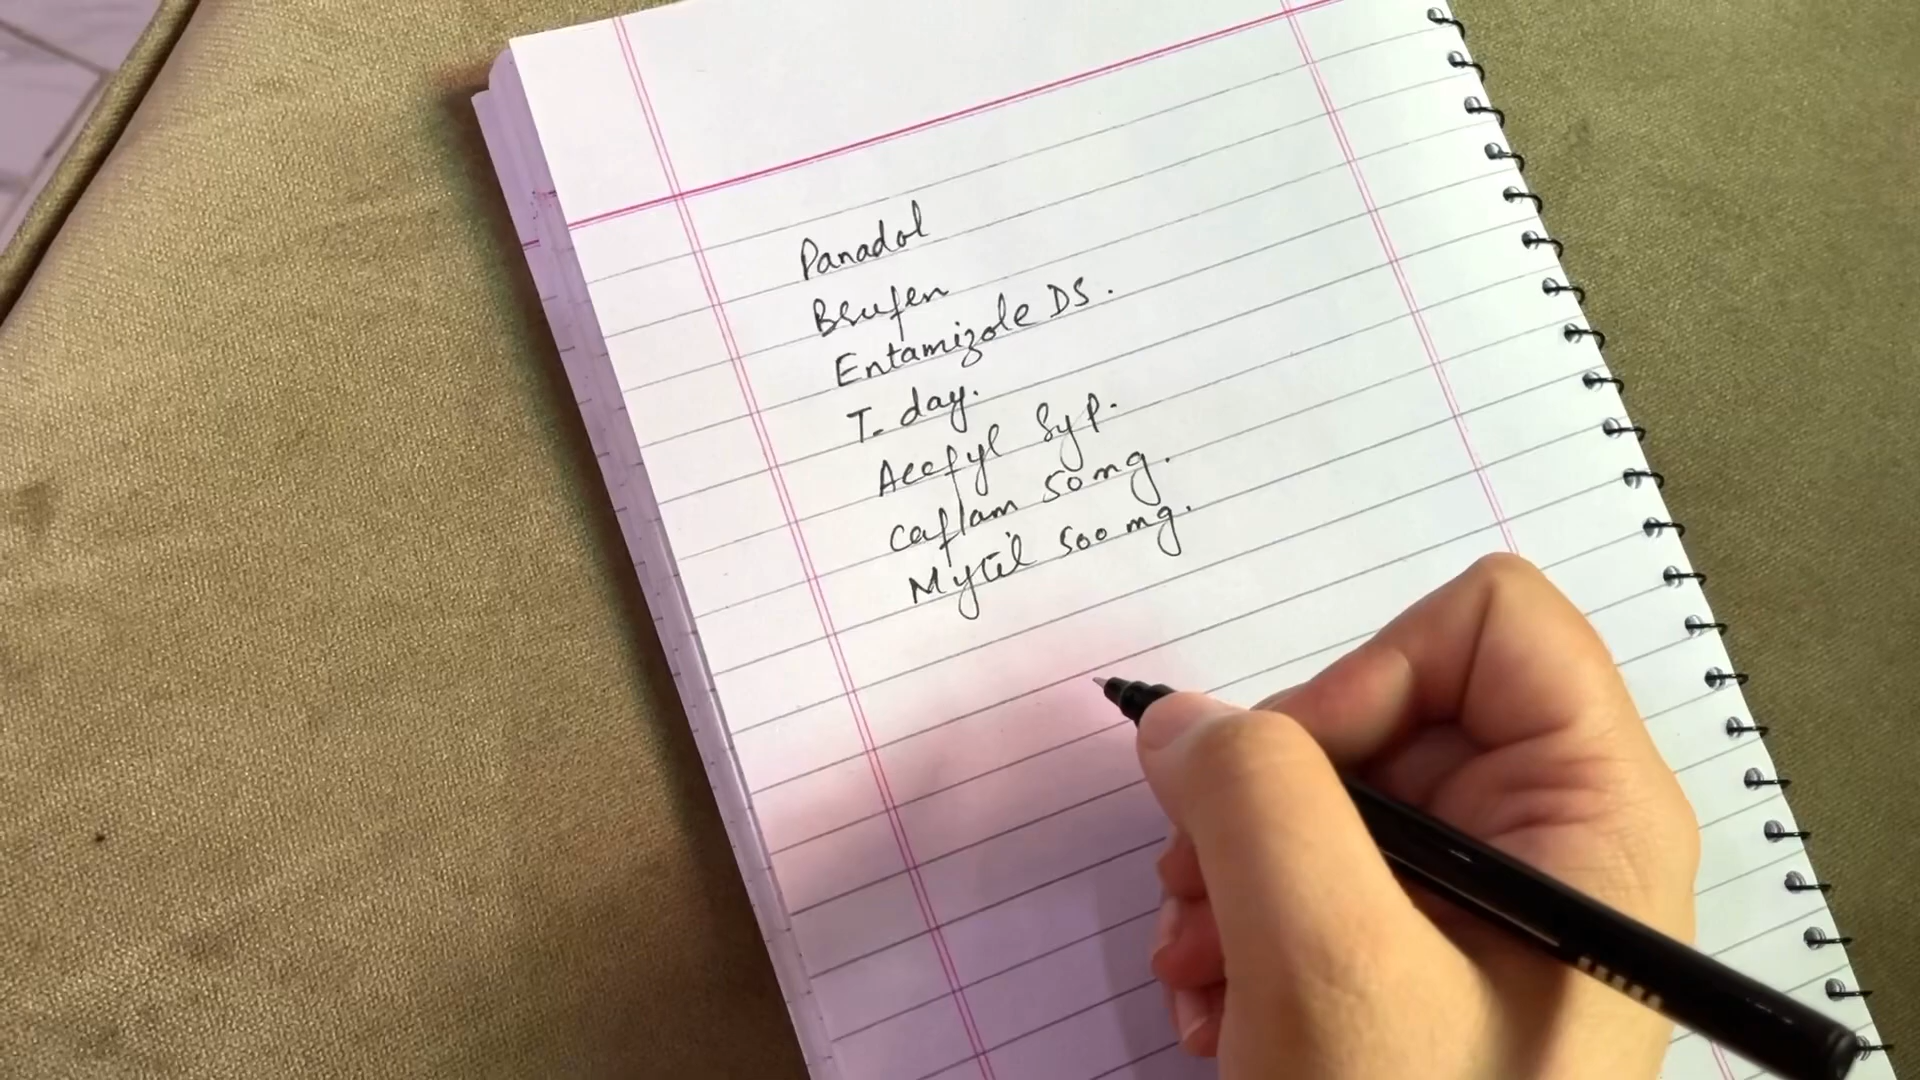 Panadol
Brufen
Entamizole DS.
T-day.
Acefyl Syp.
Caflam 50mg.
Mytil 500mg.